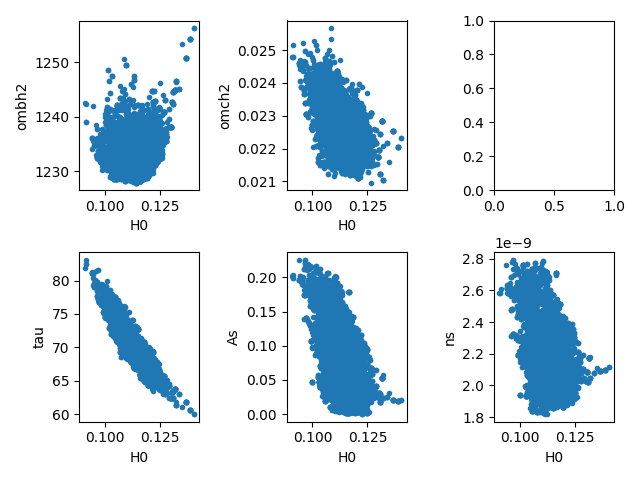 1250
1240
1230
ombh2
0.100 0.125
H0
0.025
0.024
0.023
0.022
0.021
omch2
0.100 0.125
H0
1.0
0.8
0.6
0.4
0.2
0.0
0.0 0.5 1.0
80
75
70
65
60
tau
0.100 0.125
H0
0.20
0.15
0.10
0.05
0.00
As
0.100 0.125
H0
1e−9
2.8
2.6
2.4
2.2
2.0
1.8
ns
0.100 0.125
H0